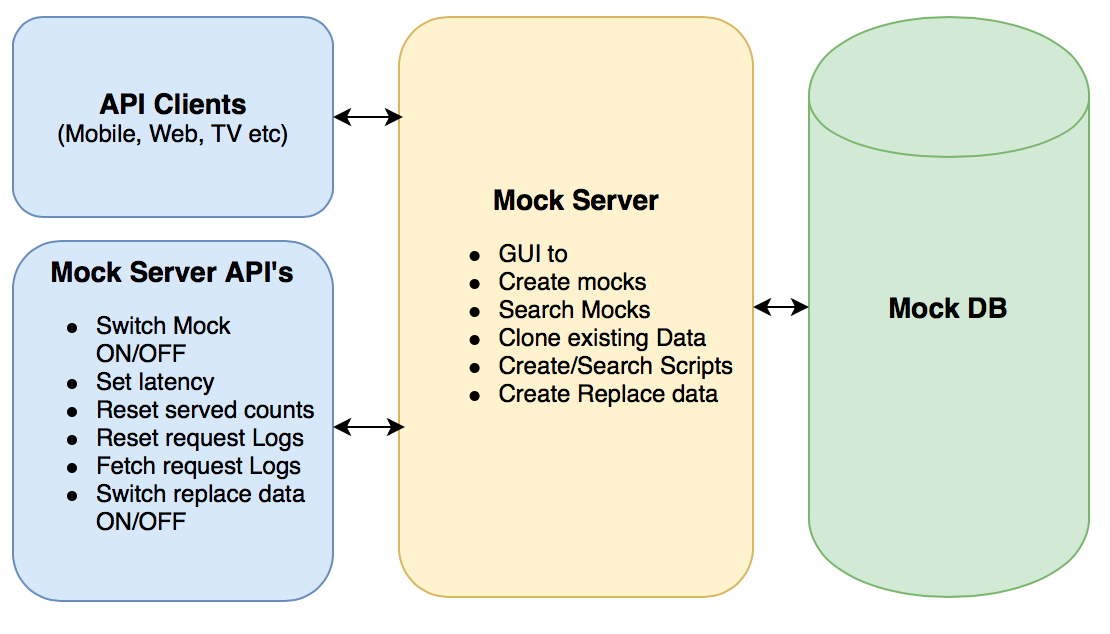 API Clients
(Mobile, Web, TV etc)
Mock Server API's
● Switch Mock
ON/OFF
● Set latency
● Reset served counts
● Reset request Logs
● Fetch request Logs
● Switch replace data
ON/OFF
Mock Server
● GUI to
● Create mocks
● Search Mocks
● Clone existing Data
● Create/Search Scripts
● Create Replace data
Mock DB